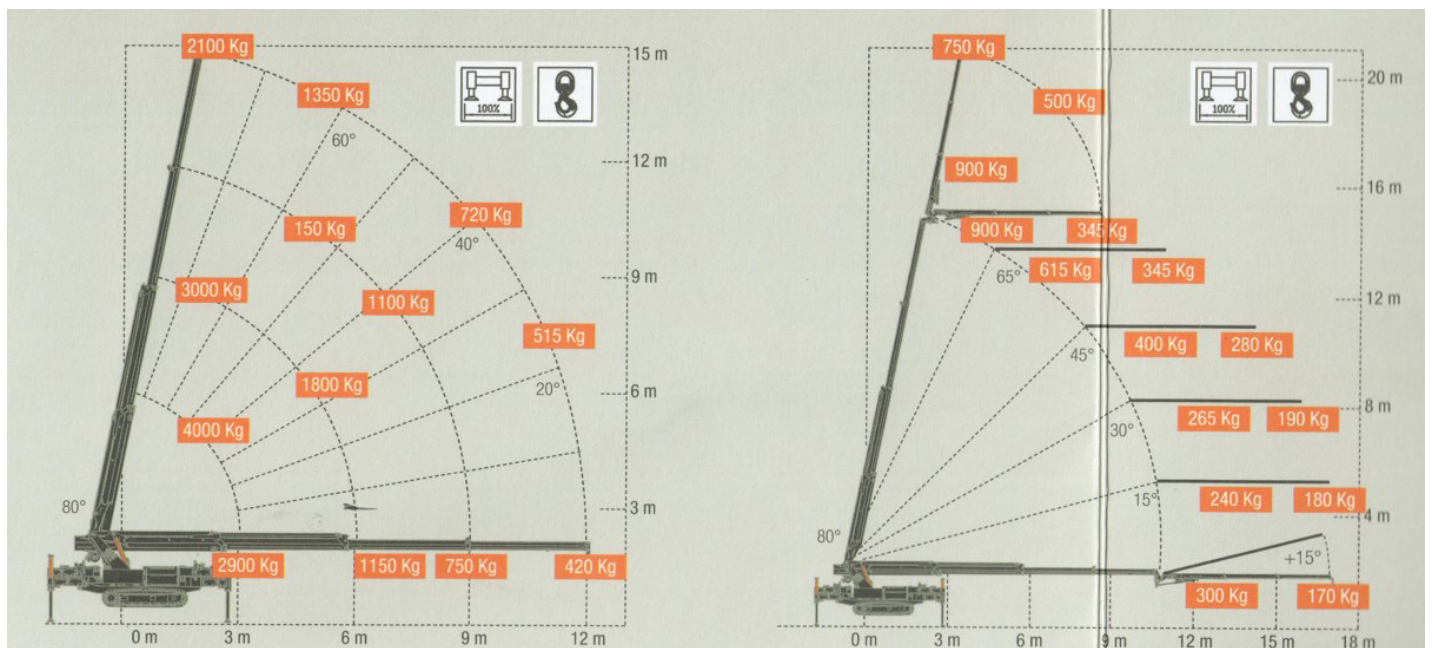 2100 Kg
15 m
1350 Kg
100%
60°
12 m
150 Kg
720 Kg
40°
9 m
3000 Kg
1100 Kg
515 Kg
20°
1800 Kg
6 m
4000 Kg
80°
3 m
2900 Kg
1150 Kg
750 Kg
420 Kg
0 m
3 m
6 m
9 m
12 m
750 Kg
20 m
500 Kg
100%
900 Kg
16 m
900 Kg
345 Kg
65°
615 Kg
345 Kg
12 m
45°
400 Kg
280 Kg
8 m
30°
265 Kg
190 Kg
15°
240 Kg
180 Kg
4 m
80°
+15°
300 Kg
170 Kg
0 m
3 m
6 m
9 m
12 m
15 m
18 m